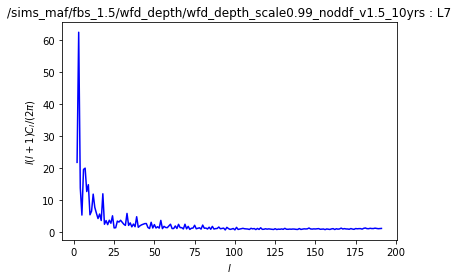 /sims_maf/fbs_1.5/wfd_depth/wfd_depth_scale0.99_noddf_v1.5_10yrs : L7
l(l + 1)Cₗ/(2π)
60
50
40
30
20
10
0
0 25 50 75 100 125 150 175 200
l